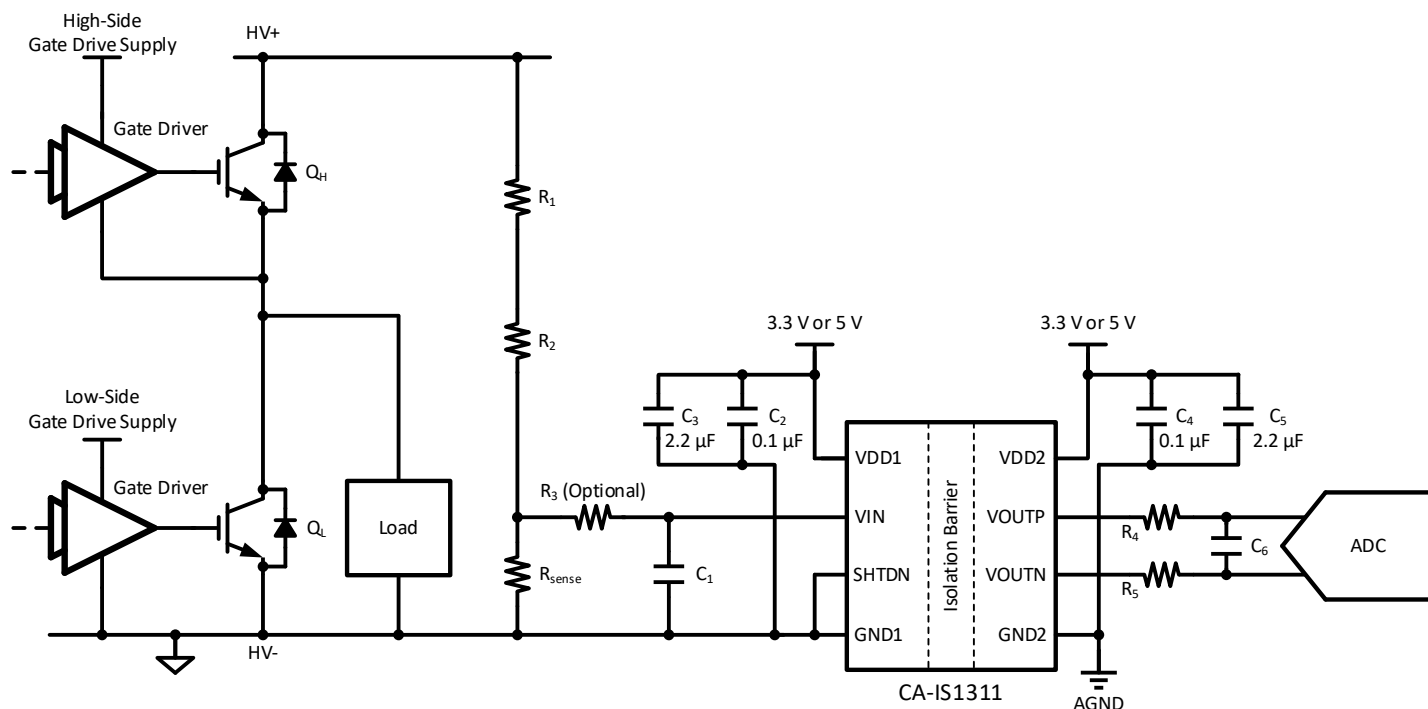 High-Side
Gate Drive Supply
HV+
Gate Driver
QH
R1
R2
3.3 V or 5 V
3.3 V or 5 V
Low-Side
Gate Drive Supply
C3
2.2 µF
C2
0.1 µF
C4
0.1 µF
C5
2.2 µF
Gate Driver
QL
Load
R3 (Optional)
Rsense
C1
VDD1
VIN
SHTDN
GND1
Isolation Barrier
VDD2
VOUTP
VOUTN
GND2
R4
R5
C6
ADC
HV-
CA-IS1311
AGND